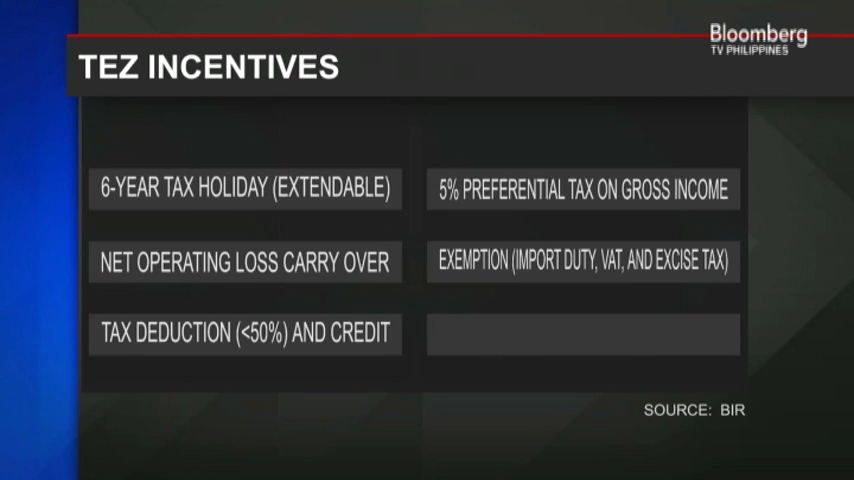 Bloomberg
TV PHILIPPINES
TEZ INCENTIVES
6-YEAR TAX HOLIDAY (EXTENDABLE)
5% PREFERENTIAL TAX ON GROSS INCOME
NET OPERATING LOSS CARRY OVER
EXEMPTION (IMPORT DUTY, VAT, AND EXCISE TAX)
TAX DEDUCTION (<50%) AND CREDIT
SOURCE: BIR